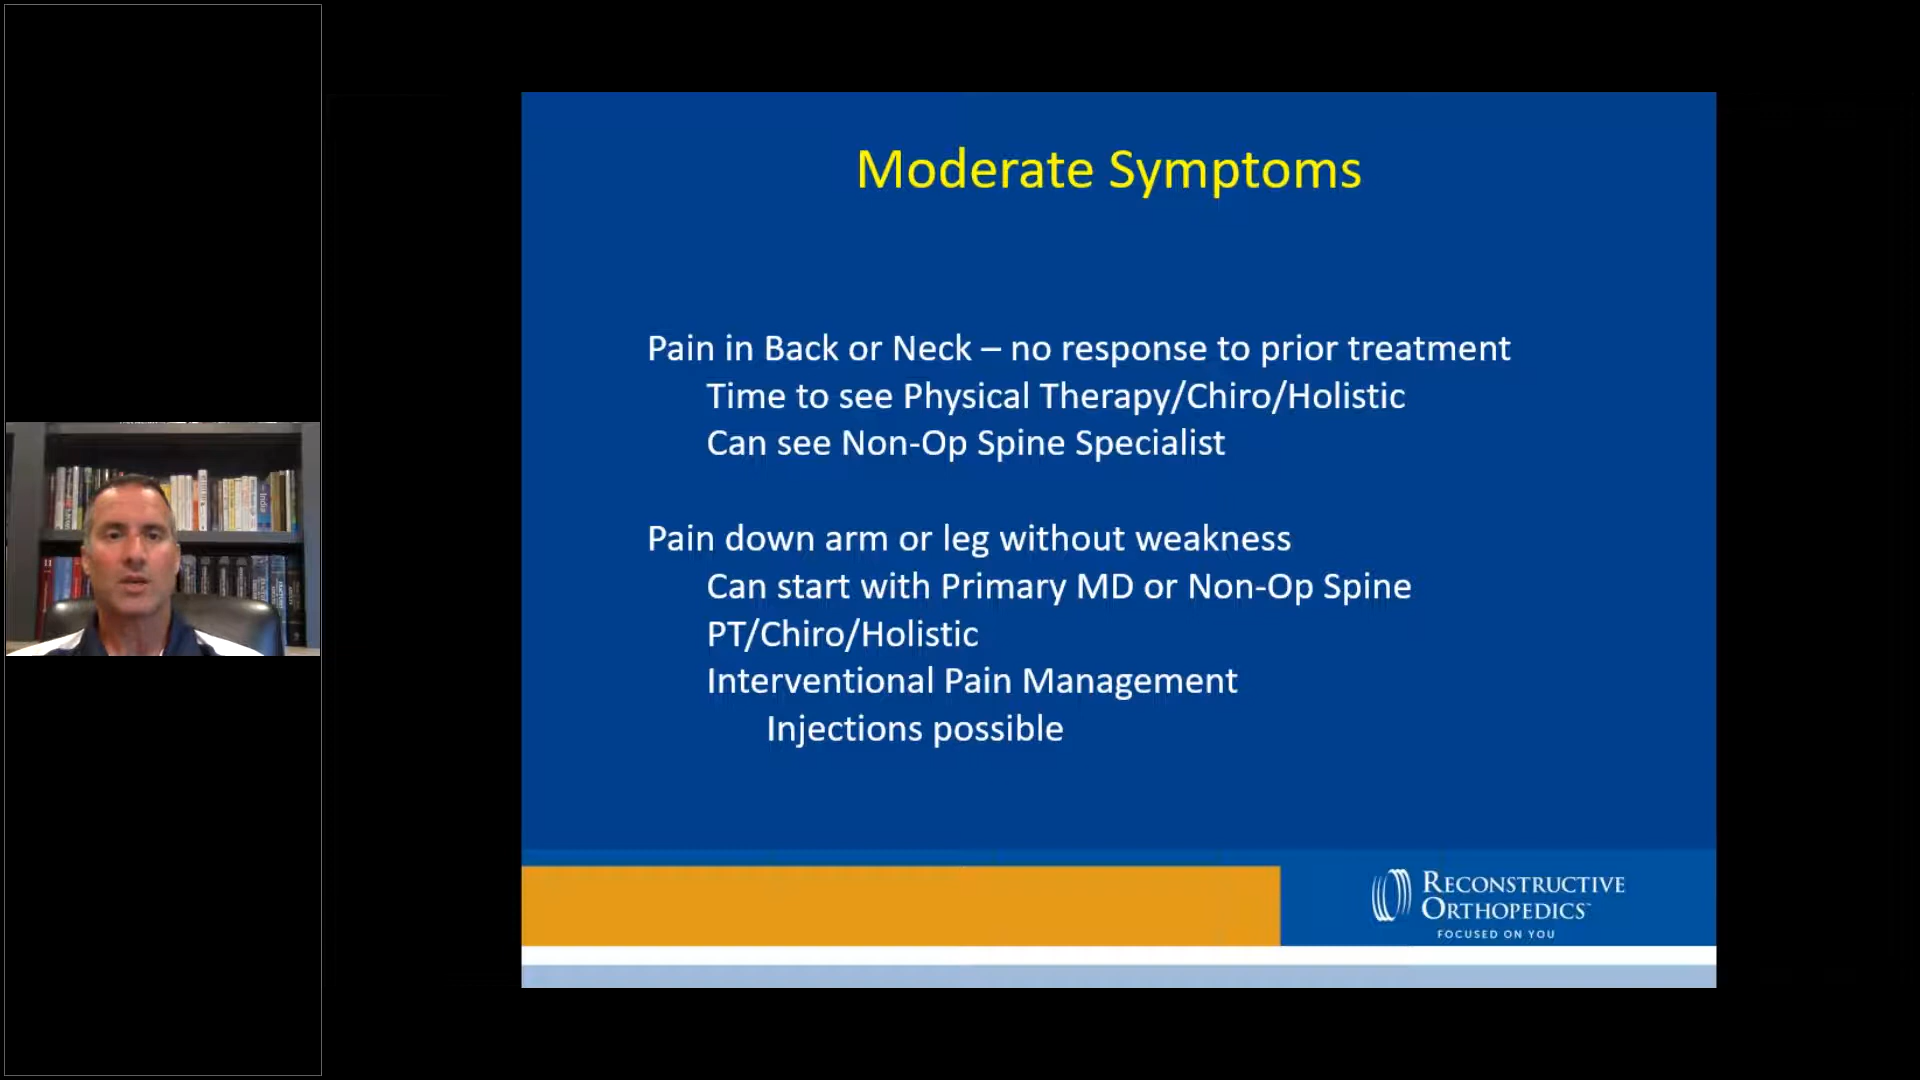 Moderate Symptoms
Pain in Back or Neck – no response to prior treatment
Time to see Physical Therapy/Chiro/Holistic
Can see Non-Op Spine Specialist
Pain down arm or leg without weakness
Can start with Primary MD or Non-Op Spine
PT/Chiro/Holistic
Interventional Pain Management
Injections possible
RECONSTRUCTIVE
ORTHOPEDICS
FOCUSED ON YOU
India